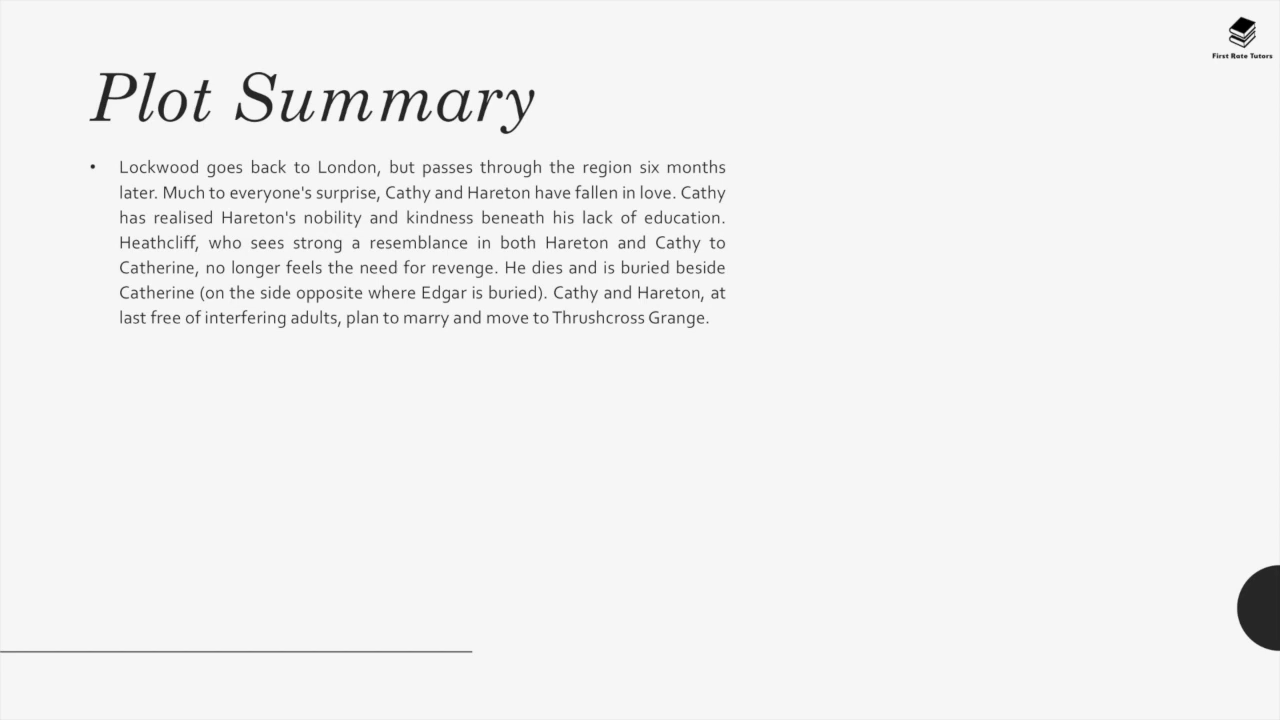 First Rate Tutors
Plot Summary
• Lockwood goes back to London, but passes through the region six months
later. Much to everyone's surprise, Cathy and Hareton have fallen in love. Cathy
has realised Hareton's nobility and kindness beneath his lack of education.
Heathcliff, who sees strong a resemblance in both Hareton and Cathy to
Catherine, no longer feels the need for revenge. He dies and is buried beside
Catherine (on the side opposite where Edgar is buried). Cathy and Hareton, at
last free of interfering adults, plan to marry and move to Thrushcross Grange.